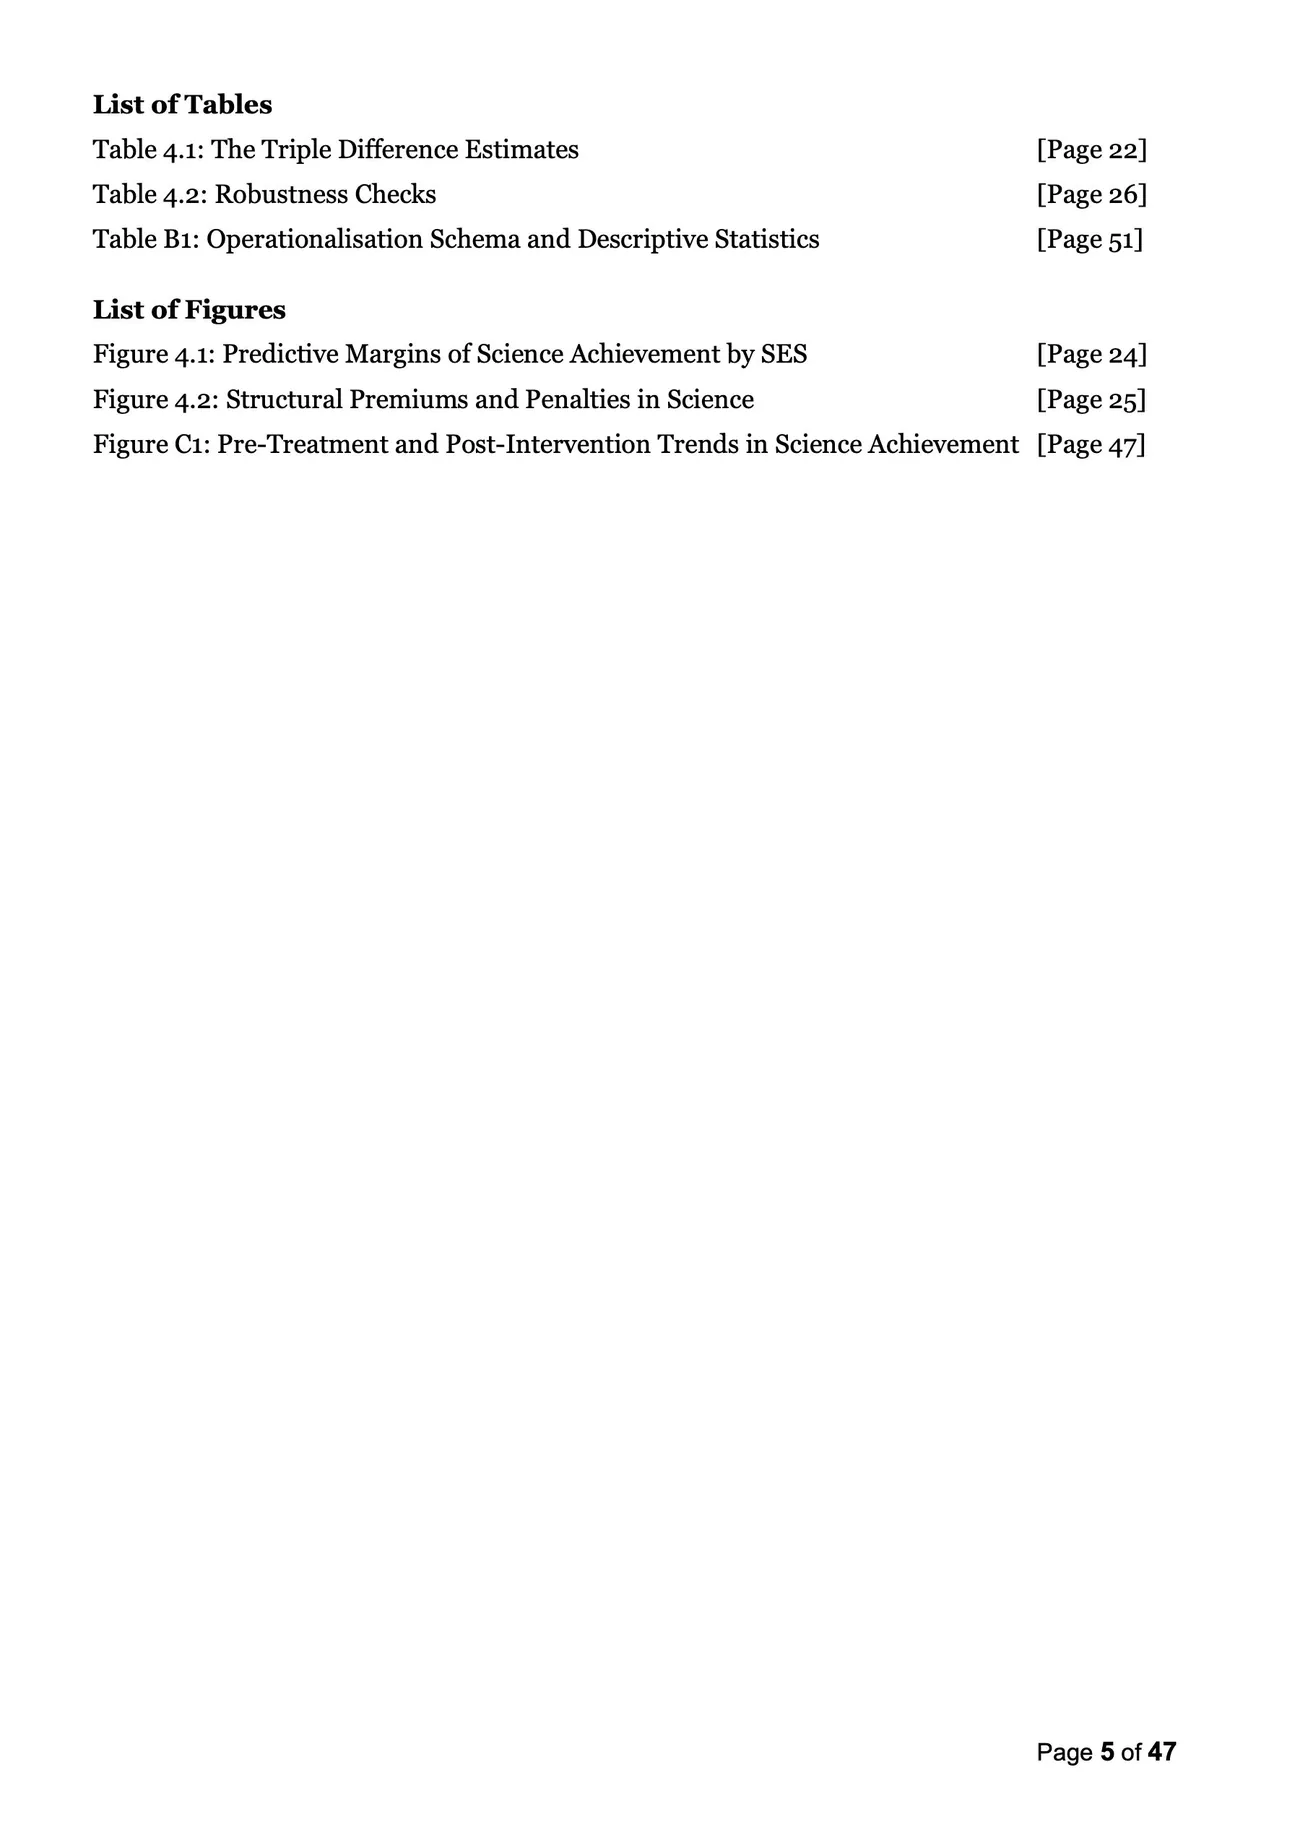 List of Tables
Table 4.1: The Triple Difference Estimates [Page 22]
Table 4.2: Robustness Checks [Page 26]
Table B1: Operationalisation Schema and Descriptive Statistics [Page 51]
List of Figures
Figure 4.1: Predictive Margins of Science Achievement by SES [Page 24]
Figure 4.2: Structural Premiums and Penalties in Science [Page 25]
Figure C1: Pre-Treatment and Post-Intervention Trends in Science Achievement [Page 47]
Page 5 of 47